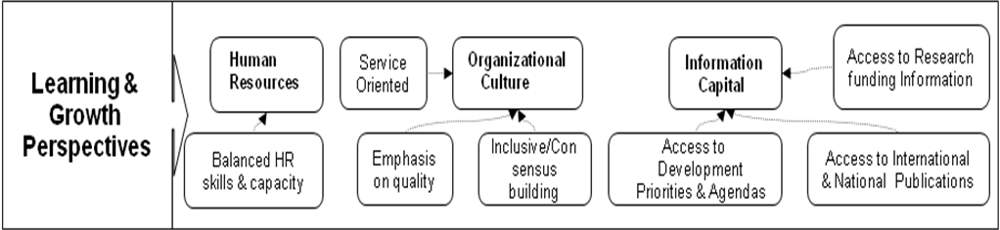 Learning &
Growth
Perspectives
Human
Resources
Service
Oriented
Organizational
Culture
Information
Capital
Access to Research
funding Information
Balanced HR
skills & capacity
Emphasis
on quality
Inclusive/Con
sensus
building
Access to
Development
Priorities & Agendas
Access to International
& National Publications